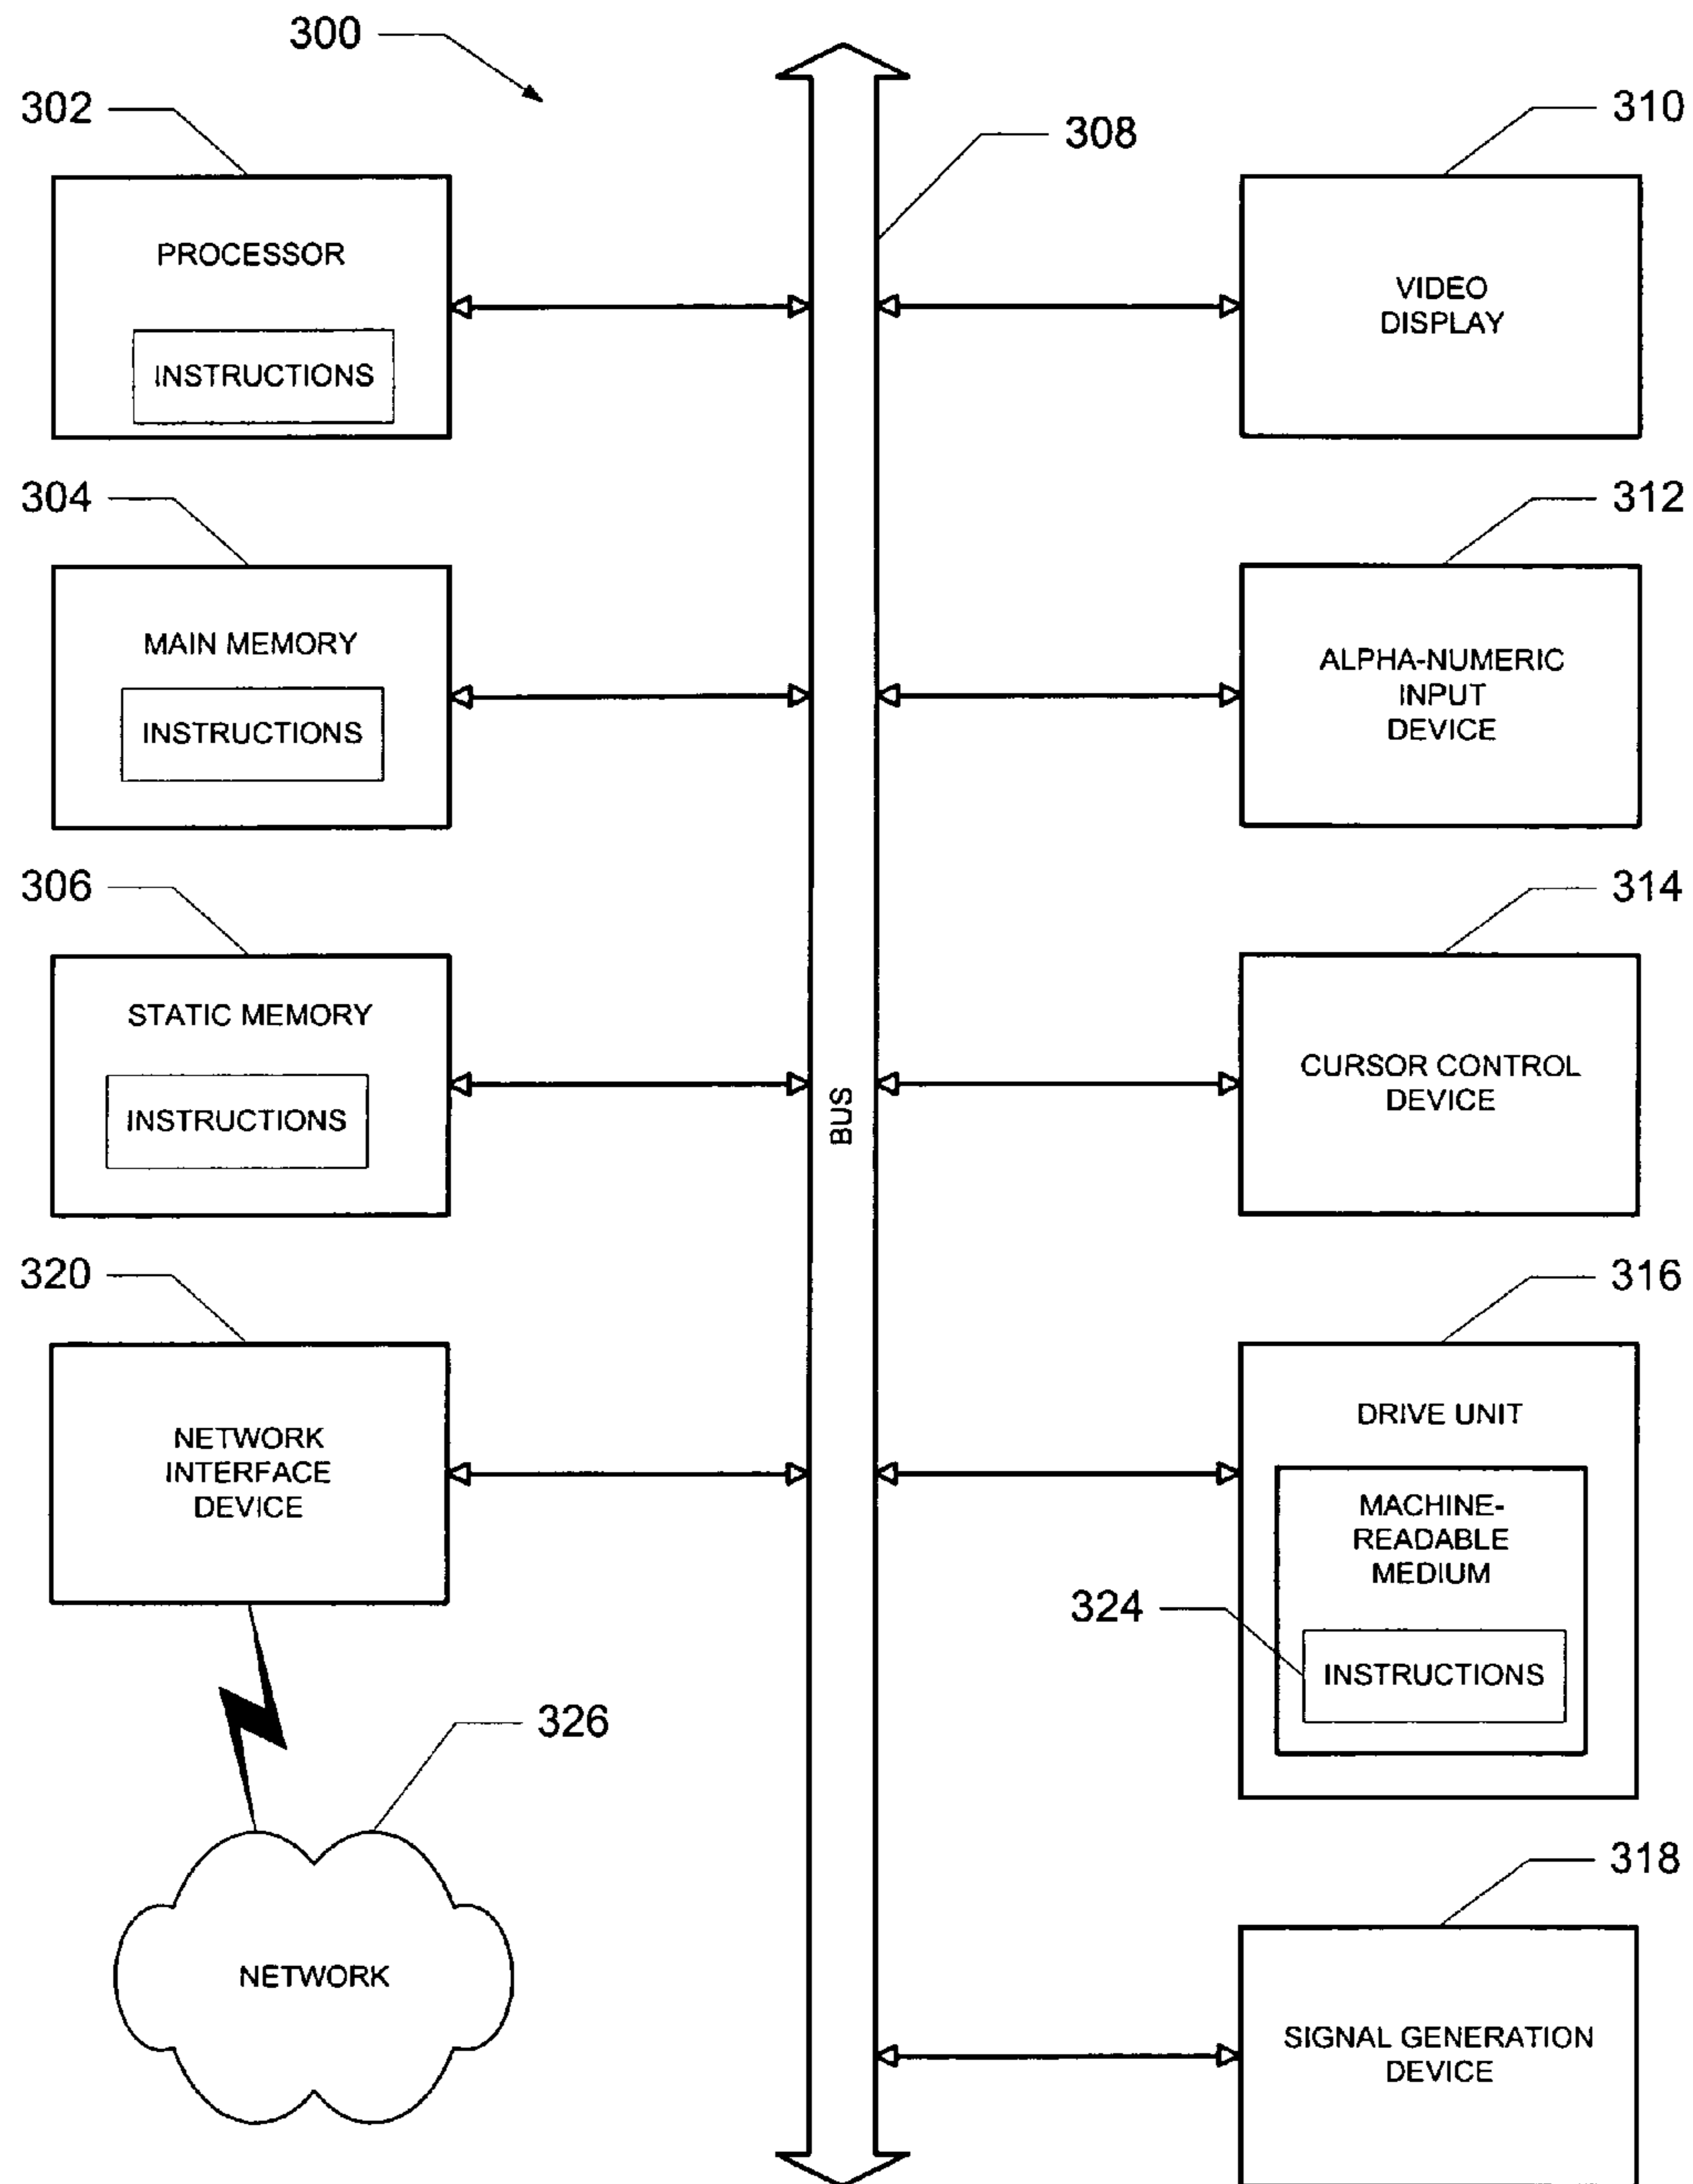 300
302
PROCESSOR
INSTRUCTIONS
304
MAIN MEMORY
INSTRUCTIONS
306
STATIC MEMORY
INSTRUCTIONS
320
NETWORK
INTERFACE
DEVICE
326
NETWORK
308
BUS
310
VIDEO
DISPLAY
312
ALPHA-NUMERIC
INPUT
DEVICE
314
CURSOR CONTROL
DEVICE
316
DRIVE UNIT
MACHINE-
READABLE
MEDIUM
324
INSTRUCTIONS
318
SIGNAL GENERATION
DEVICE